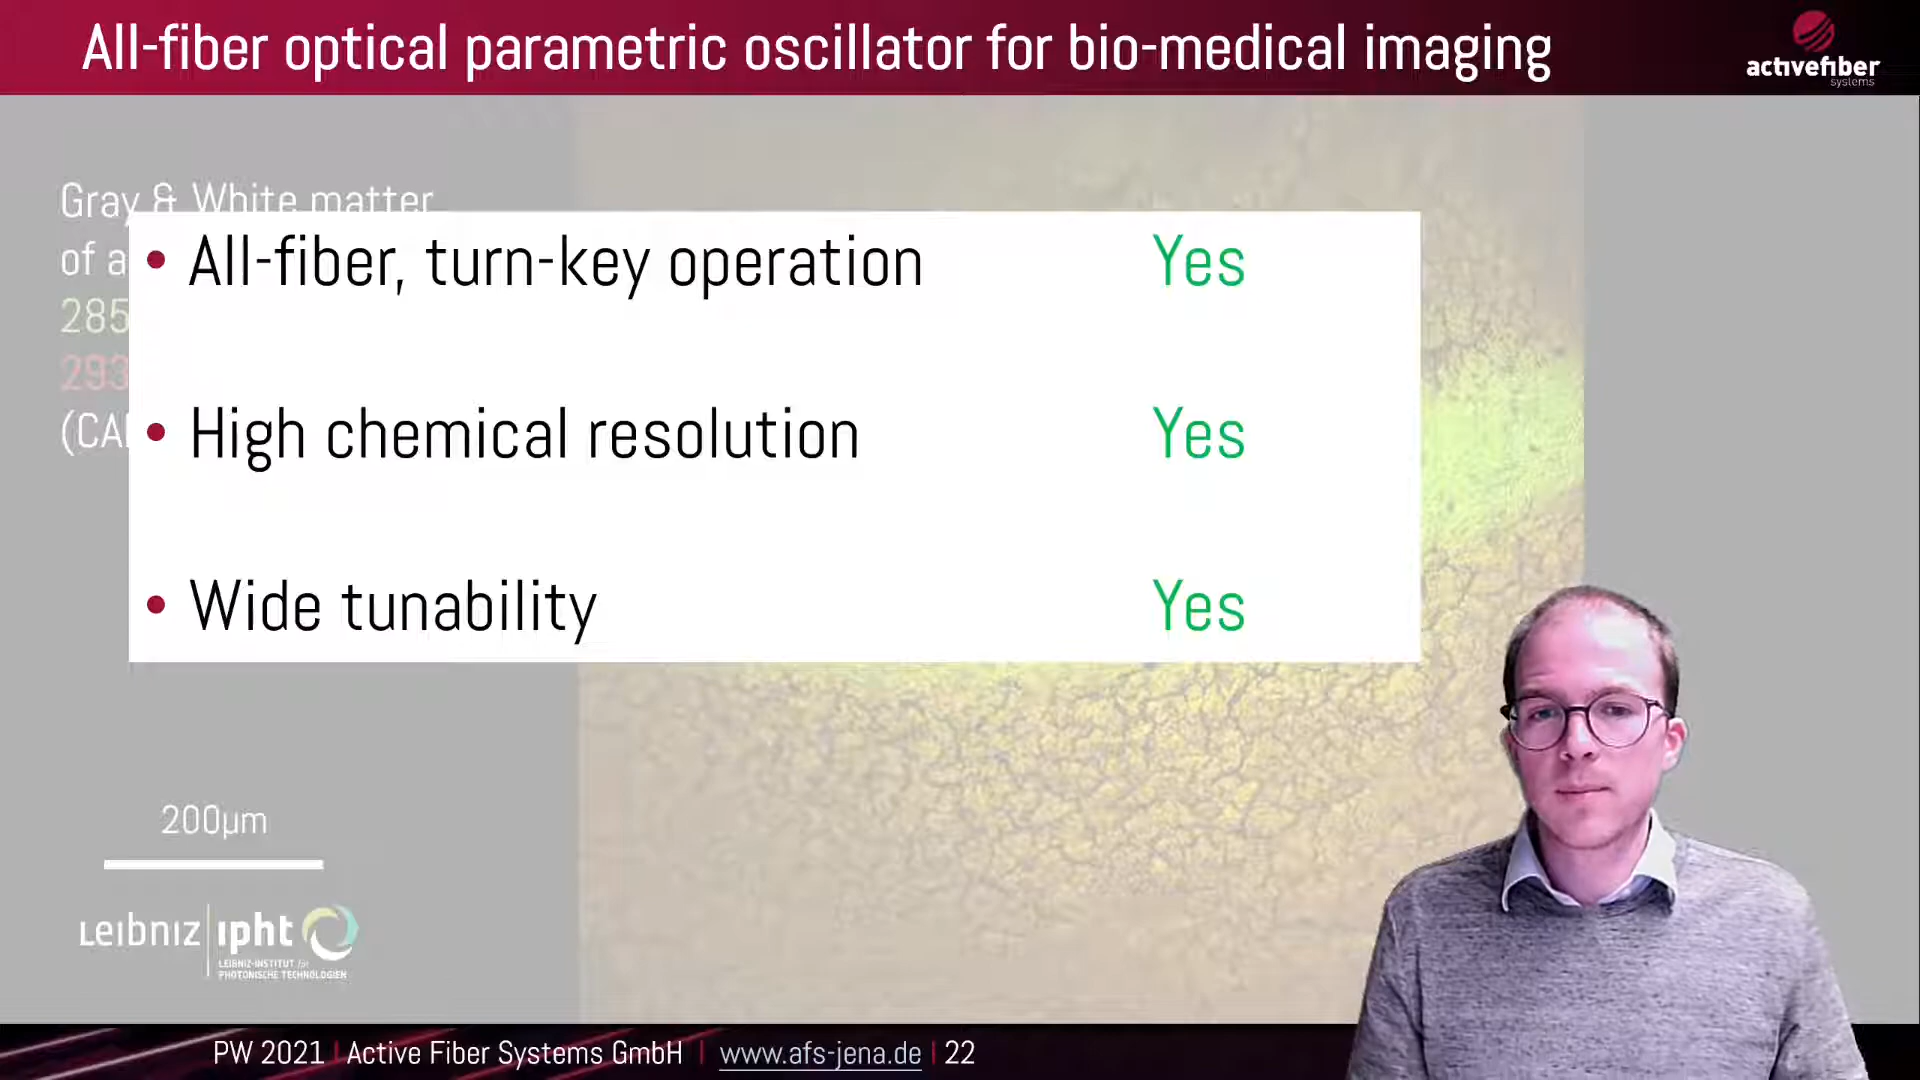 All-fiber optical parametric oscillator for bio-medical imaging
activefiber
systems
Gray & White matter
of a
285
293
• All-fiber, turn-key operation Yes
• High chemical resolution Yes
• Wide tunability Yes
200µm
Leibniz ipht
LEIBNIZ-INSTITUT für
PHOTONISCHE TECHNOLOGIEN
PW 2021 | Active Fiber Systems GmbH | www.afs-jena.de | 22